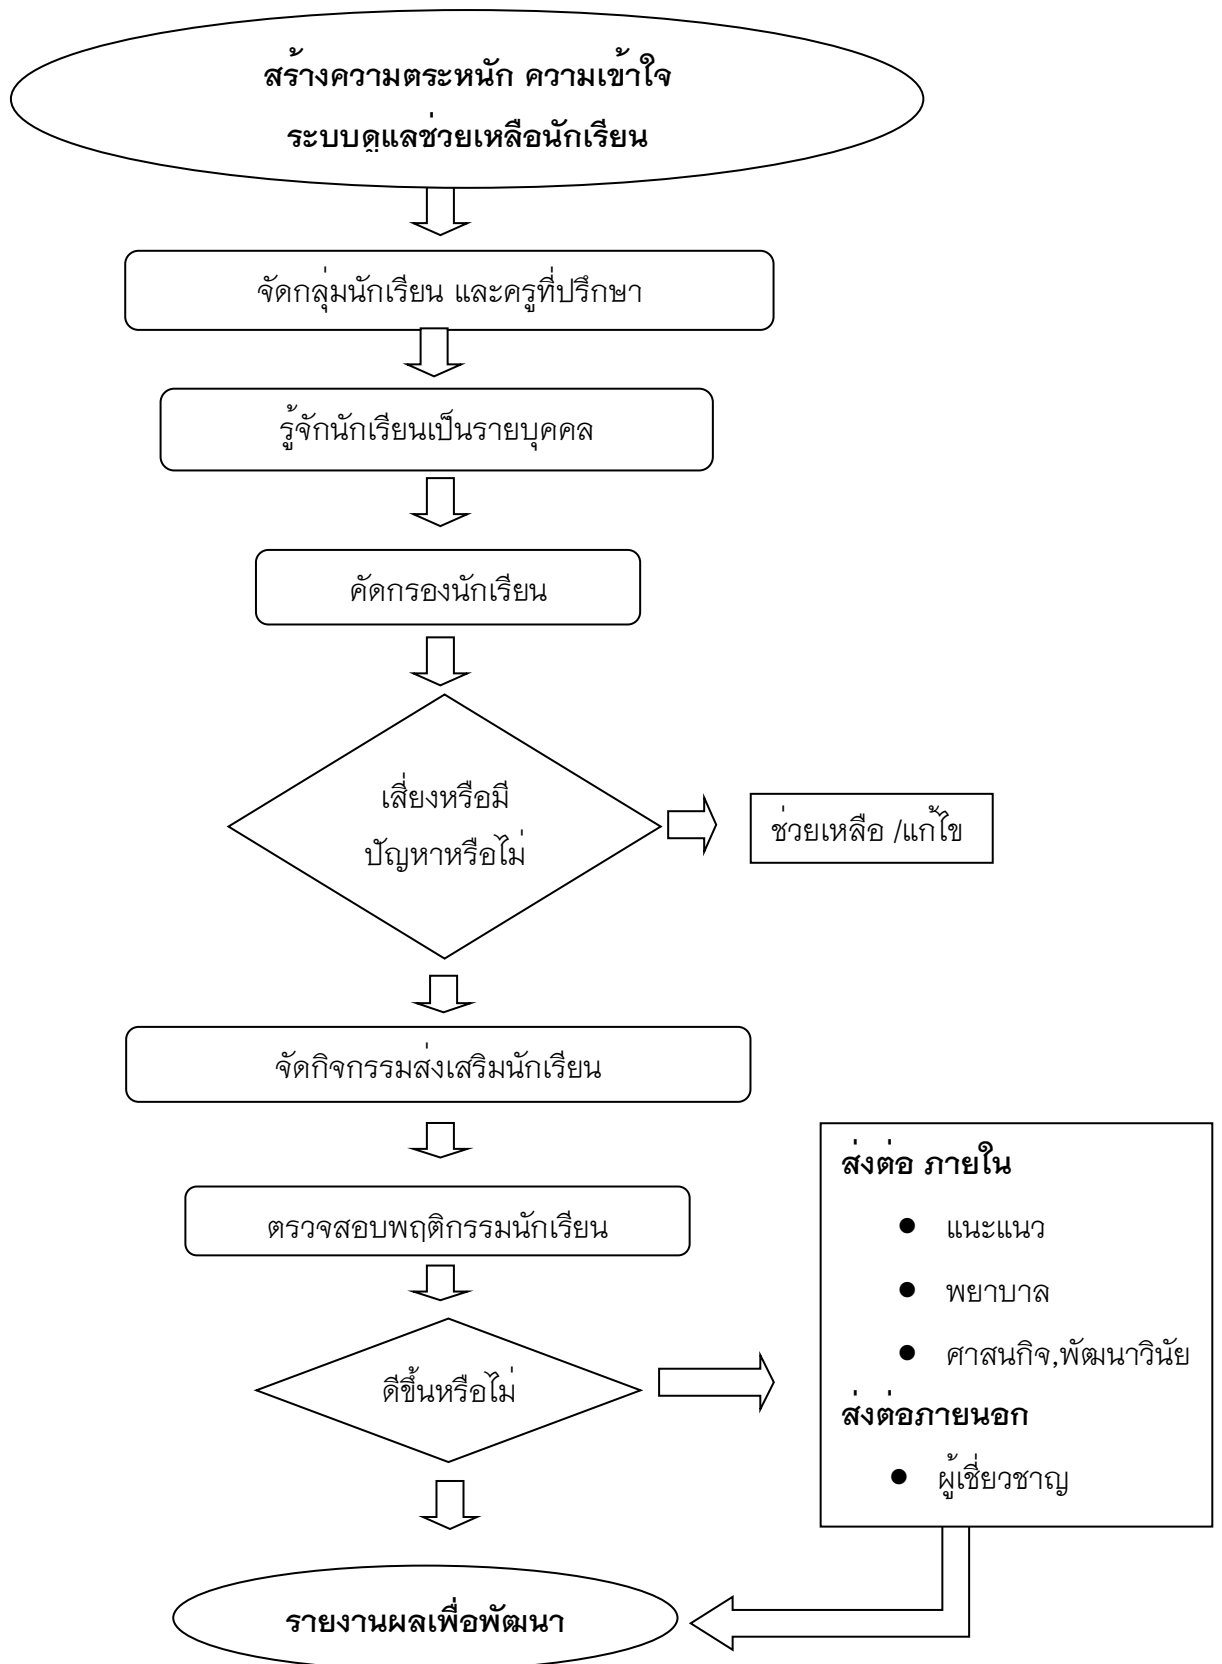 สร้างความตระหนัก ความเข้าใจ
ระบบดูแลช่วยเหลือนักเรียน
จัดกลุ่มนักเรียน และครูที่ปรึกษา
รู้จักนักเรียนเป็นรายบุคคล
คัดกรองนักเรียน
เสี่ยงหรือมี
ปัญหาหรือไม่
ช่วยเหลือ /แก้ไข
จัดกิจกรรมส่งเสริมนักเรียน
ตรวจสอบพฤติกรรมนักเรียน
ดีขึ้นหรือไม่
ส่งต่อ ภายใน
● แนะแนว
● พยาบาล
● ศาสนกิจ,พัฒนาวินัย
ส่งต่อภายนอก
● ผู้เชี่ยวชาญ
รายงานผลเพื่อพัฒนา